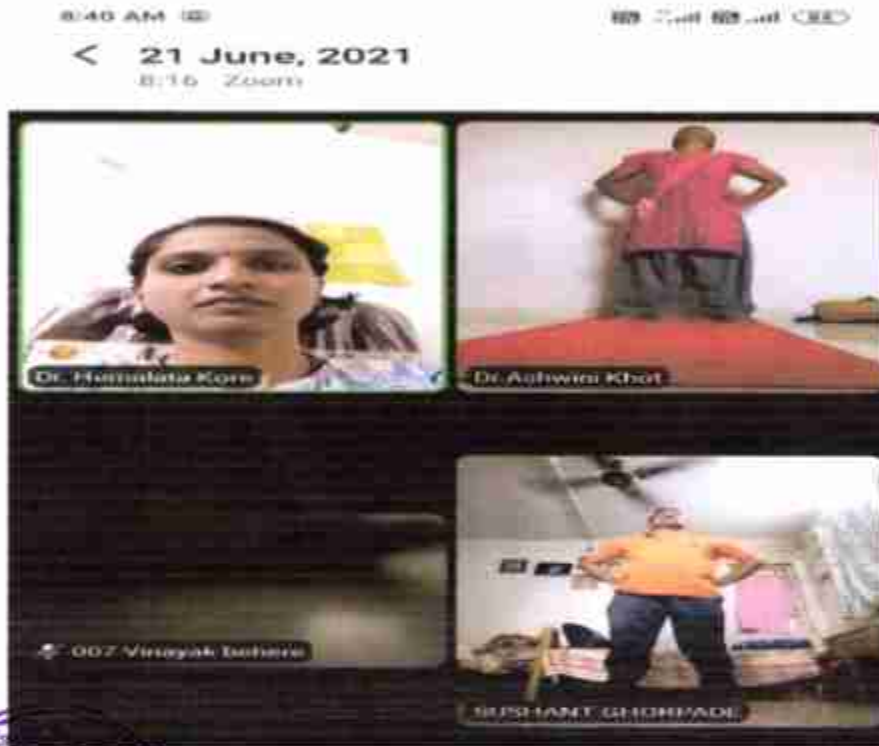 8:40 AM
21 June, 2021
8:16 Zoom
Dr. Hemalata Kore
Dr.Ashwini Khot
007 Vinayak behere
SUSHANT GHORPADE